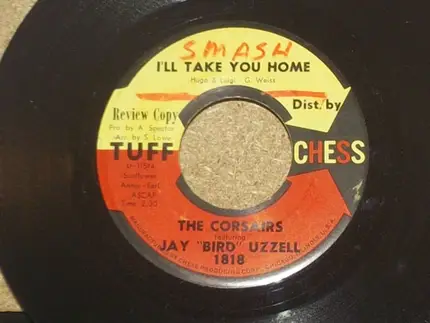 SMASH
I'LL TAKE YOU HOME
Hugo & Luigi - G. Weiss
Dist. by
Review Copy
Pro. by A. Spector
Arr. by S. Lowe
TUFF
CHESS
Sunflower
ASCAP
Time 2:30
THE CORSAIRS
featuring
JAY "BIRD" UZZELL
1818